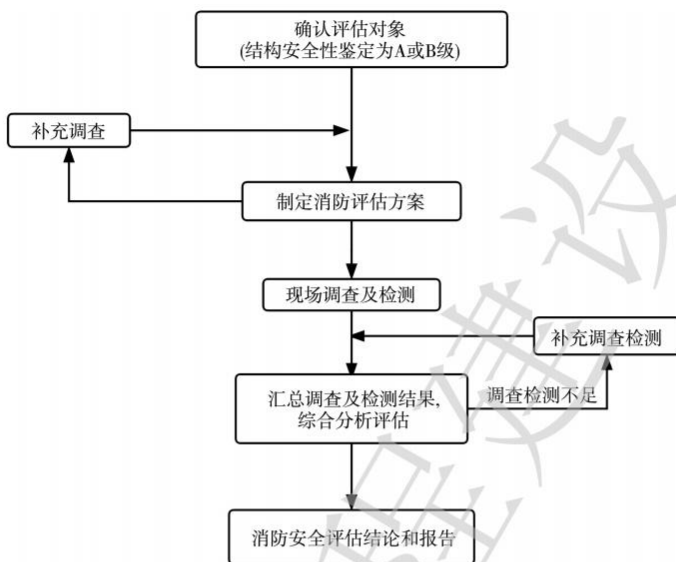 确认评估对象
(结构安全性鉴定为A或B级)
补充调查
制定消防评估方案
现场调查及检测
补充调查检测
汇总调查及检测结果,
综合分析评估
调查检测不足
消防安全评估结论和报告
程建设